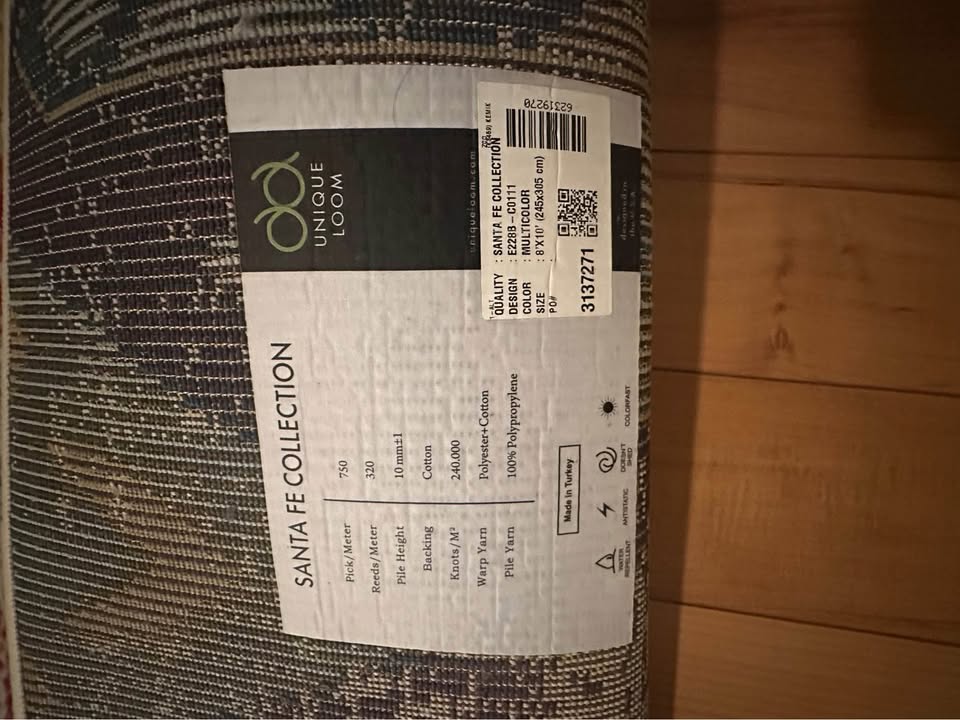 UNIQUE
LOOM
uniqueloom.com
designed in
the U.S.A.
SANTA FE COLLECTION
Pick/Meter 750
Reeds/Meter 320
Pile Height 10 mm±1
Backing Cotton
Knots/M² 240.000
Warp Yarn Polyester+Cotton
Pile Yarn 100% Polypropylene
Made in Turkey
WATER REPELLENT
ANTISTATIC
DOESN'T SHED
COLORFAST
QUALITY : SANTA FE COLLECTION
DESIGN : E228B - C0111
COLOR : MULTICOLOR
SIZE : 8'X10' (245x305 cm)
PO# :
3137271
62319270